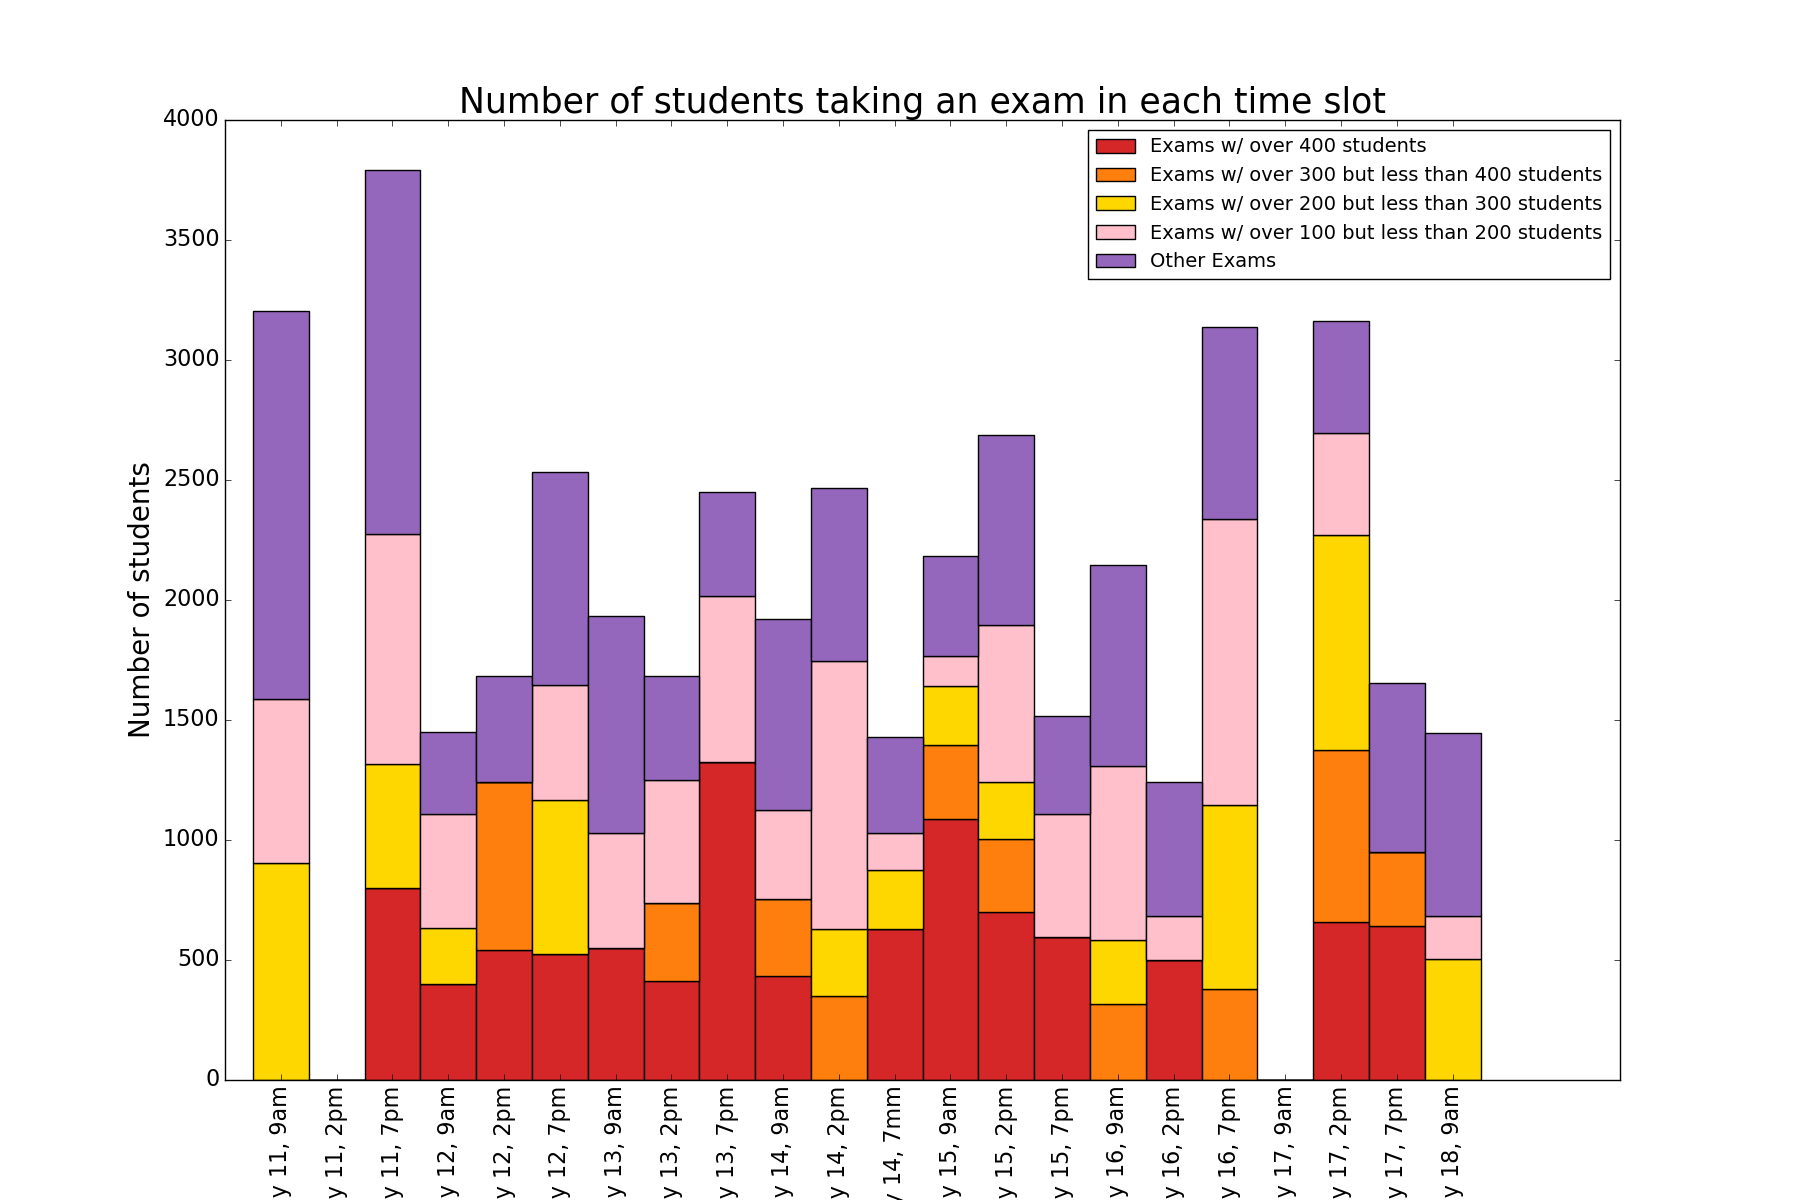 Number of students taking an exam in each time slot
4000
3500
3000
2500
2000
1500
1000
500
0
Number of students
Exams w/ over 400 students
Exams w/ over 300 but less than 400 students
Exams w/ over 200 but less than 300 students
Exams w/ over 100 but less than 200 students
Other Exams
y 11, 9am
y 11, 2pm
y 11, 7pm
y 12, 9am
y 12, 2pm
y 12, 7pm
y 13, 9am
y 13, 2pm
y 13, 7pm
y 14, 9am
y 14, 2pm
y 14, 7mm
y 15, 9am
y 15, 2pm
y 15, 7pm
y 16, 9am
y 16, 2pm
y 16, 7pm
y 17, 9am
y 17, 2pm
y 17, 7pm
y 18, 9am